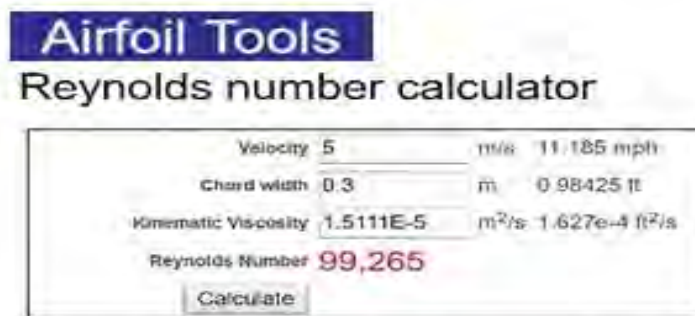 Airfoil Tools
Reynolds number calculator
Velocity 5 m/s 11.185 mph
Chord width 0.3 m 0.98425 ft
Kinematic Viscosity 1.5111E-5 m²/s 1.627e-4 ft²/s
Reynolds Number 99,265
Calculate